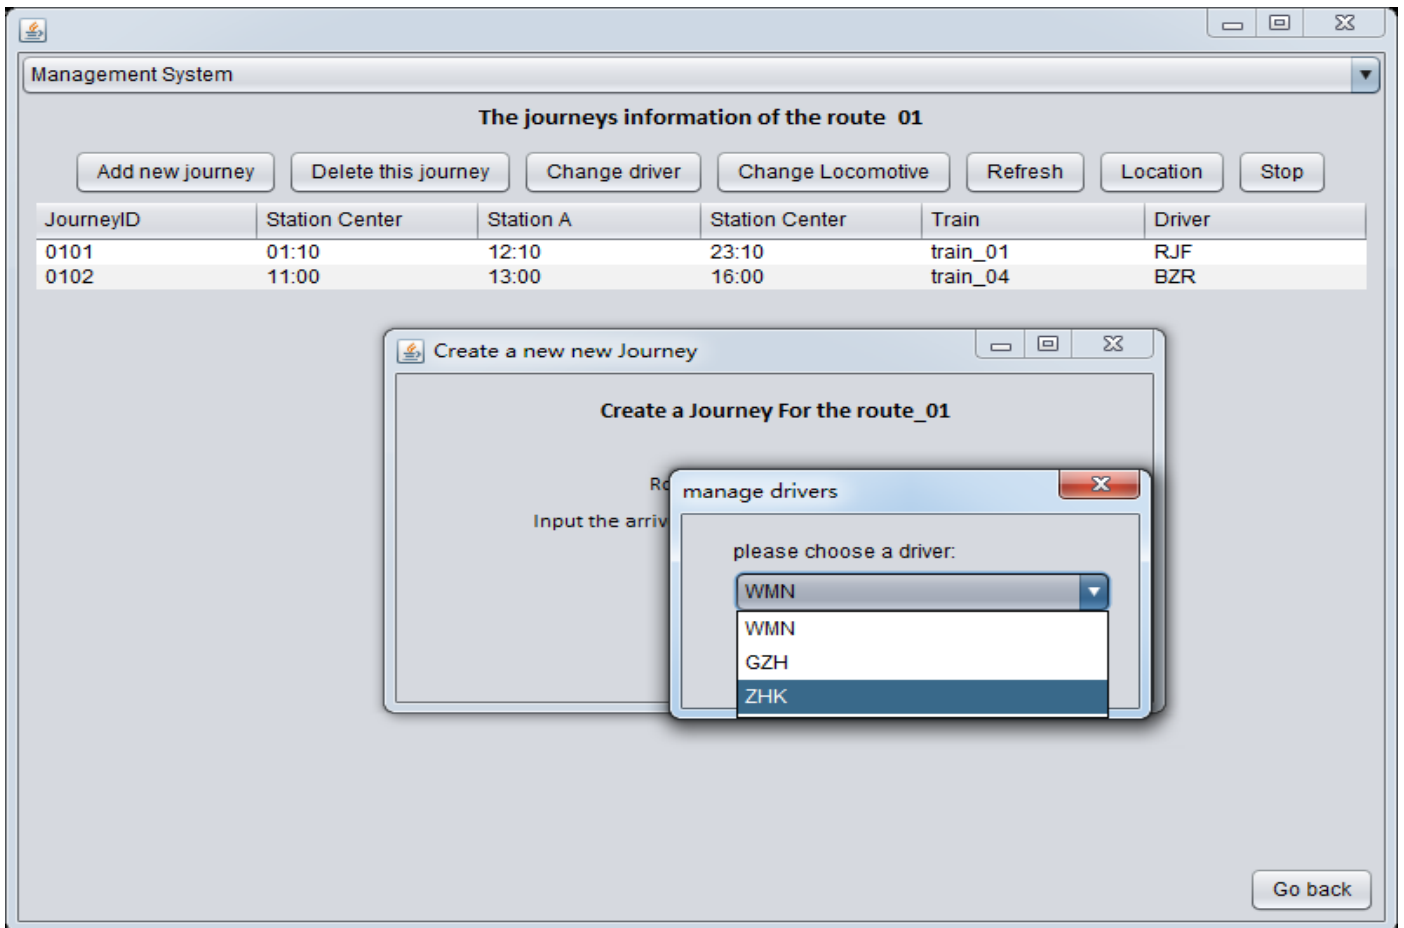 Management System
The journeys information of the route  01
Add new journey Delete this journey Change driver Change Locomotive Refresh Location Stop
JourneyID Station Center Station A Station Center Train Driver
0101 01:10 12:10 23:10 train_01 RJF
0102 11:00 13:00 16:00 train_04 BZR
Create a new new Journey
Create a Journey For the route_01
Input the arriv
manage drivers
please choose a driver:
WMN
WMN
GZH
ZHK
Go back